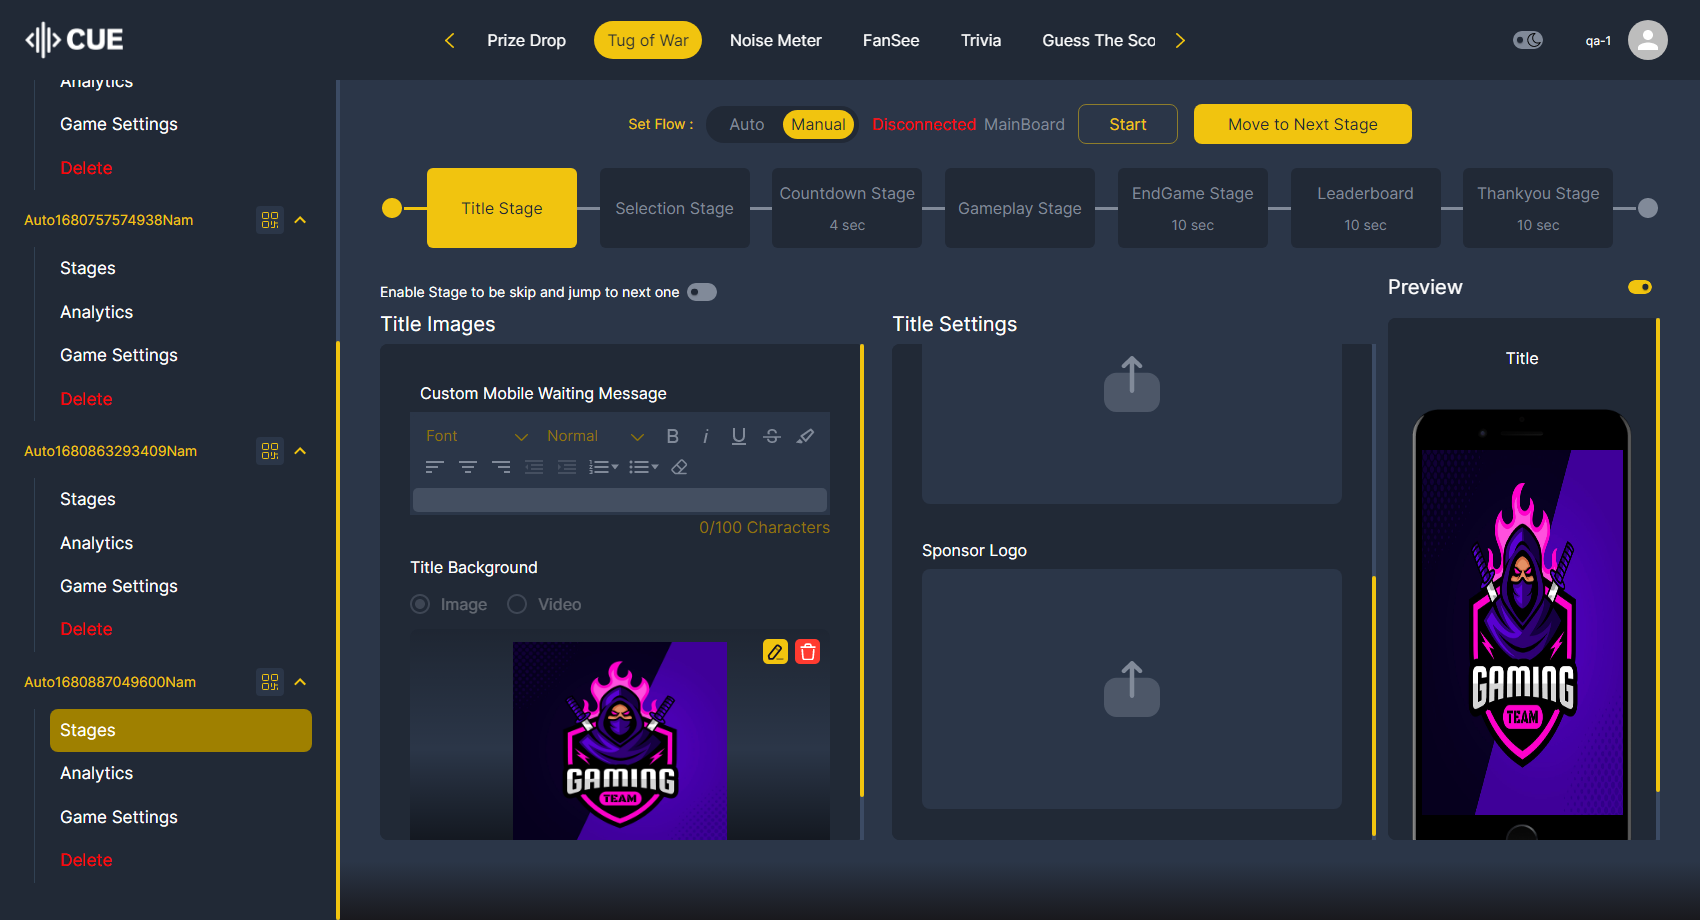 CUE
Prize Drop
Tug of War
Noise Meter
FanSee
Trivia
Guess The Sco
qa-1
Analytics
Game Settings
Delete
Auto1680757574938Nam
Stages
Analytics
Game Settings
Delete
Auto1680863293409Nam
Stages
Analytics
Game Settings
Delete
Auto1680887049600Nam
Stages
Analytics
Game Settings
Delete
Set Flow :
Auto
Manual
Disconnected MainBoard
Start
Move to Next Stage
Title Stage
Selection Stage
Countdown Stage
4 sec
Gameplay Stage
EndGame Stage
10 sec
Leaderboard
10 sec
Thankyou Stage
10 sec
Enable Stage to be skip and jump to next one
Title Images
Custom Mobile Waiting Message
Font
Normal
B
i
U
S
0/100 Characters
Title Background
Image
Video
GAMING
TEAM
Title Settings
Sponsor Logo
Preview
Title
GAMING
TEAM